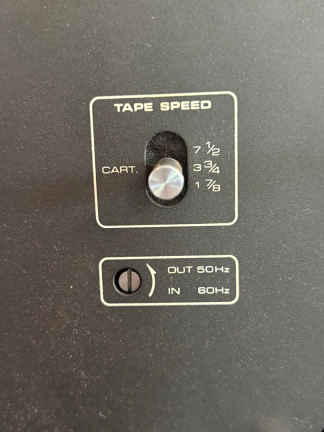 TAPE SPEED
7 1/2
CART. 3 3/4
1 7/8
OUT 50Hz
IN 60Hz